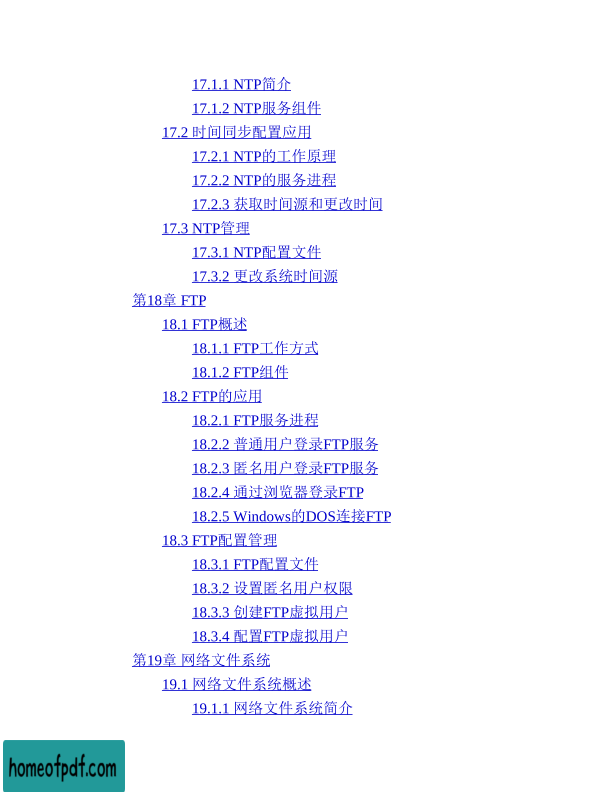 17.1.1 NTP简介
17.1.2 NTP服务组件
17.2 时间同步配置应用
17.2.1 NTP的工作原理
17.2.2 NTP的服务进程
17.2.3 获取时间源和更改时间
17.3 NTP管理
17.3.1 NTP配置文件
17.3.2 更改系统时间源
第18章 FTP
18.1 FTP概述
18.1.1 FTP工作方式
18.1.2 FTP组件
18.2 FTP的应用
18.2.1 FTP服务进程
18.2.2 普通用户登录FTP服务
18.2.3 匿名用户登录FTP服务
18.2.4 通过浏览器登录FTP
18.2.5 Windows的DOS连接FTP
18.3 FTP配置管理
18.3.1 FTP配置文件
18.3.2 设置匿名用户权限
18.3.3 创建FTP虚拟用户
18.3.4 配置FTP虚拟用户
第19章 网络文件系统
19.1 网络文件系统概述
19.1.1 网络文件系统简介
homeofpdf.com